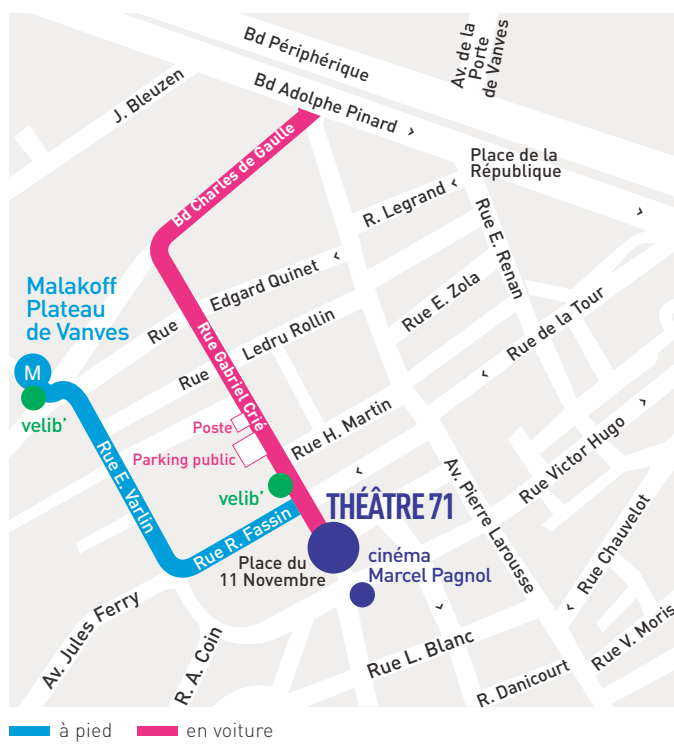 Bd Périphérique
Av. de la
Porte
de Vanves
J. Bleuzen
Bd Adolphe Pinard
Bd Charles de Gaulle
Place de la
République
R. Legrand
Rue E. Renan
Malakoff
Plateau
de Vanves
Rue Edgard Quinet
Rue E. Zola
Rue Ledru Rollin
Rue de la Tour
Rue Gabriel Crié
M
velib’
Poste
Parking public
Rue H. Martin
Rue E. Varlin
Rue Victor Hugo
velib’
THÉÂTRE 71
Rue R. Fassin
Av. Pierre Larousse
Place du
11 Novembre
cinéma
Marcel Pagnol
Rue Chauvelot
Av. Jules Ferry
R. A. Coin
Rue L. Blanc
R. Danicourt
Rue V. Moris
à pied
en voiture